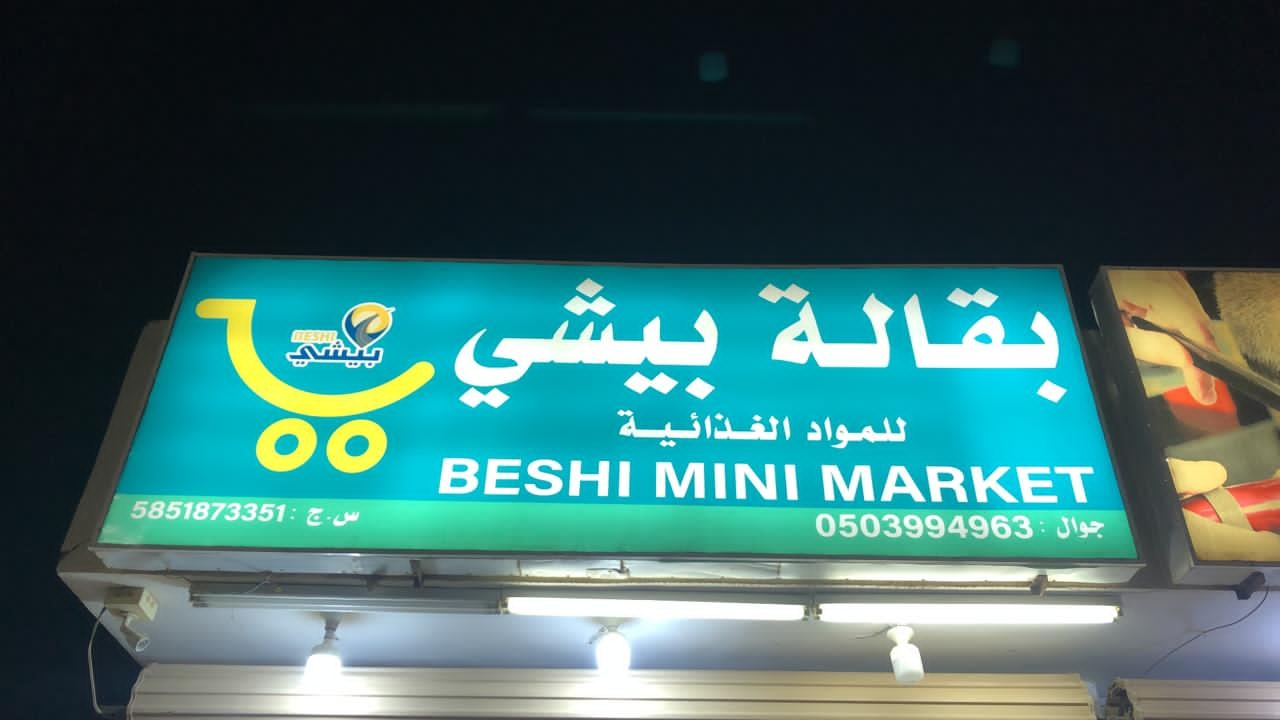 بقالة بيشي
BESHI
بيشي
للمواد الغذائية
BESHI MINI MARKET
جوال : 0503994963
س.ج : 5851873351